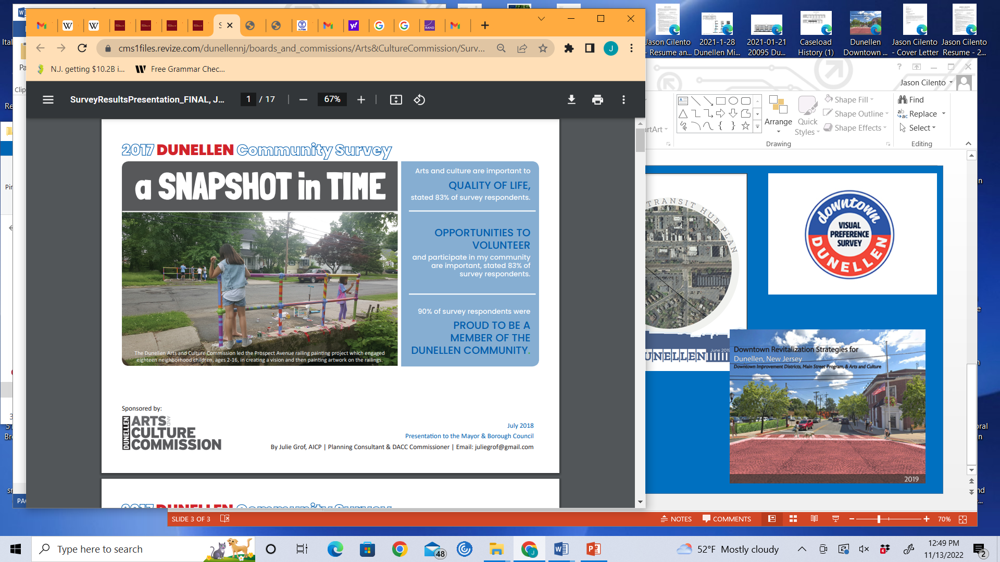 Jason Cilento - Resume an...
2021-1-28 Dunellen Mi...
2021-01-21 20095 Du...
Caseload History (1)
Dunellen Downtown ...
Jason Cilento - Cover Letter
Jason Cilento Resume - 2...
cms1files.revize.com/dunellennj/boards_and_commissions/Arts&CultureCommission/Surv...
N.J. getting $10.2B i...
Free Grammar Chec...
SurveyResultsPresentation_FINAL, J...
1 / 17
67%
2017 DUNELLEN Community Survey
a SNAPSHOT in TIME
Arts and culture are important to
QUALITY OF LIFE,
stated 83% of survey respondents.
OPPORTUNITIES TO
VOLUNTEER
and participate in my community
are important, stated 83% of
survey respondents.
90% of survey respondents were
PROUD TO BE A
MEMBER OF THE
DUNELLEN COMMUNITY.
The Dunellen Arts and Culture Commission led the Prospect Avenue railing painting project which engaged
eighteen neighborhood children, ages 2-16, in creating a vision and then painting artwork on the railings.
Sponsored by:
DUNELLEN
ARTS AND
CULTURE
COMMISSION
July 2018
Presentation to the Mayor & Borough Council
By Julie Grof, AICP | Planning Consultant & DACC Commissioner | Email: juliegrof@gmail.com
2017 DUNELLEN Community Survey
Jason Cilento
Arrange
Quick
Styles
Shape Fill
Shape Outline
Shape Effects
Drawing
Find
Replace
Select
Editing
TRANSIT HUB PLAN
UNELLEN
June 2019
downtown
VISUAL
PREFERENCE
SURVEY
DUNELLEN
Downtown Revitalization Strategies for
Dunellen, New Jersey
Downtown Improvement Districts, Main Street Program, & Arts and Culture
2019
SLIDE 3 OF 3
NOTES
COMMENTS
70%
Type here to search
48
52°F Mostly cloudy
12:49 PM
11/13/2022
2